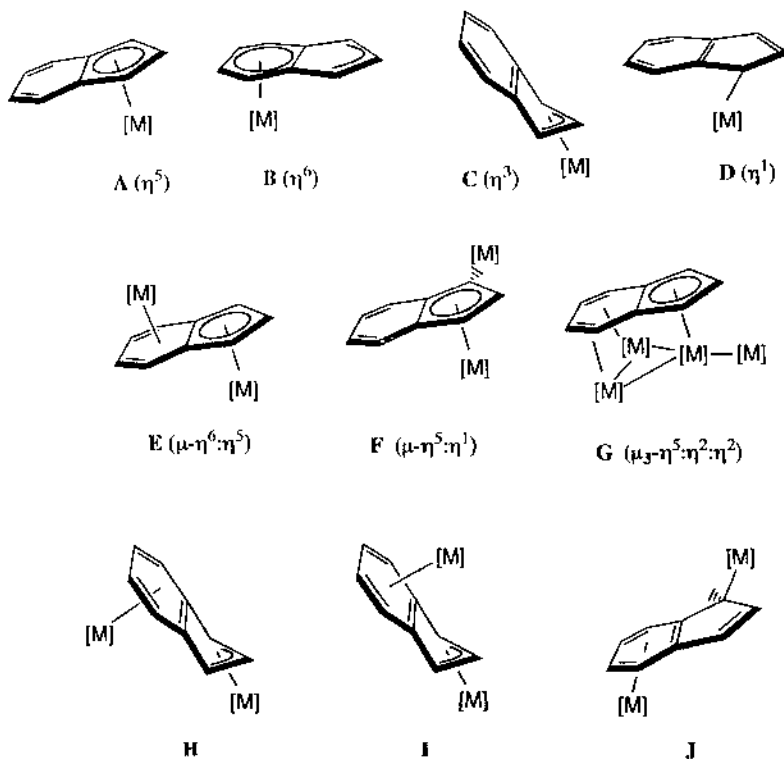 [M] [M] [M] [M]
A (η⁵) B (η⁶) C (η³) D (η¹)
[M] [M]
[M] [M] [M] [M] [M] [M]
E (μ-η⁶:η⁵) F (μ-η⁵:η¹) G (μ₃-η⁵:η²:η²)
[M] [M]
[M] [M] [M] [M]
H I J